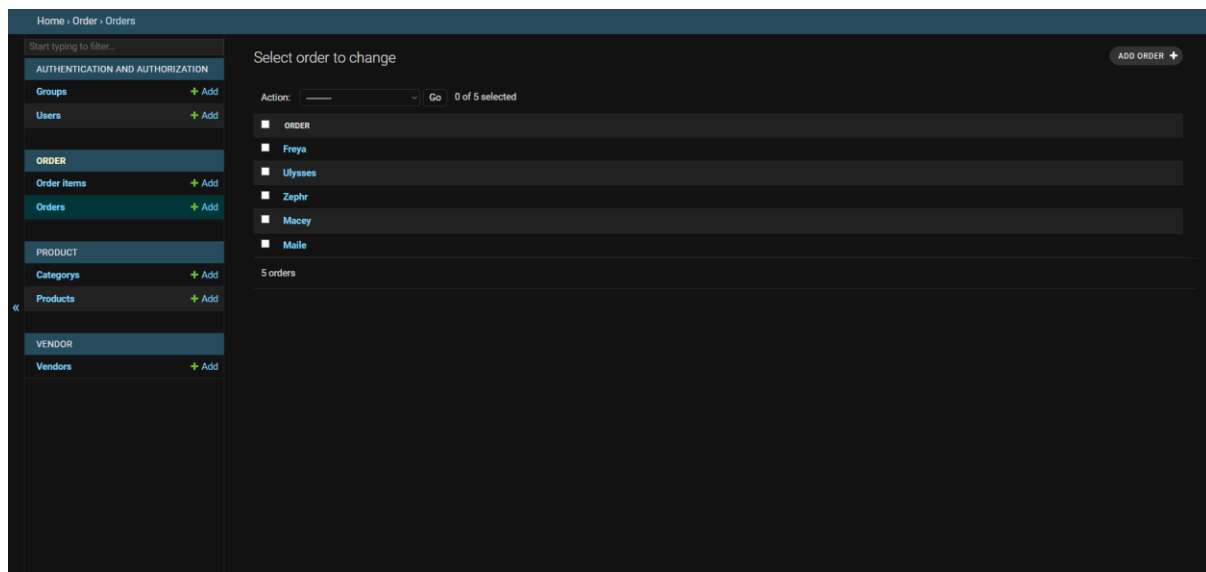 Home › Order › Orders
Start typing to filter...
AUTHENTICATION AND AUTHORIZATION
Groups + Add
Users + Add
ORDER
Order items + Add
Orders + Add
PRODUCT
Categorys + Add
Products + Add
VENDOR
Vendors + Add
«
Select order to change
ADD ORDER +
Action: --------- Go 0 of 5 selected
ORDER
Freya
Ulysses
Zephr
Macey
Maile
5 orders